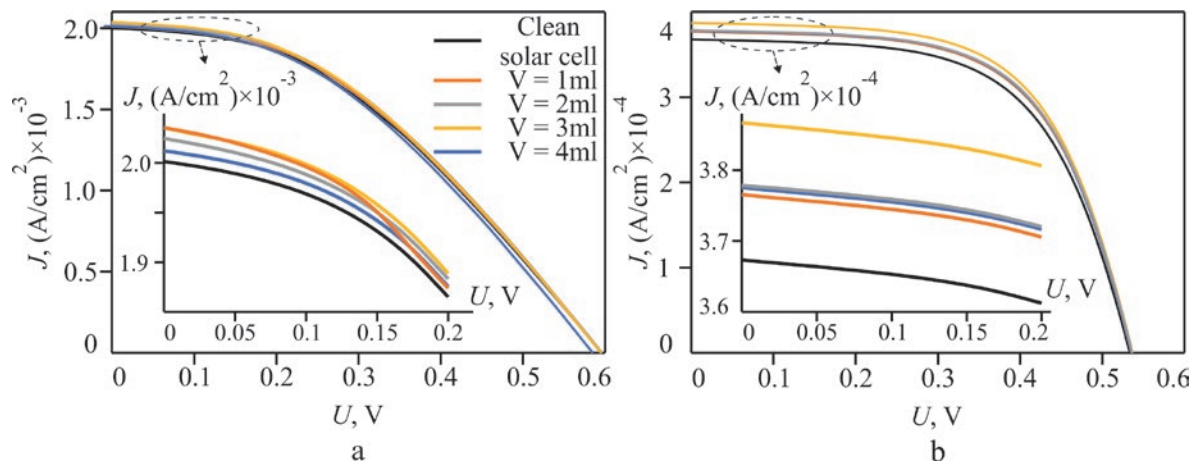 2.0
1.5
1.0
0.5
0
J, (A/cm²)×10⁻³
0 0.1 0.2 0.3 0.4 0.5 0.6
U, V
a
Clean
solar cell
V = 1ml
V = 2ml
V = 3ml
V = 4ml
J, (A/cm²)×10⁻³
2.0
1.9
0 0.05 0.1 0.15 0.2
U, V
4
3
2
1
0
J, (A/cm²)×10⁻⁴
0 0.1 0.2 0.3 0.4 0.5 0.6
U, V
b
J, (A/cm²)×10⁻⁴
3.8
3.7
3.6
0 0.05 0.1 0.15 0.2
U, V